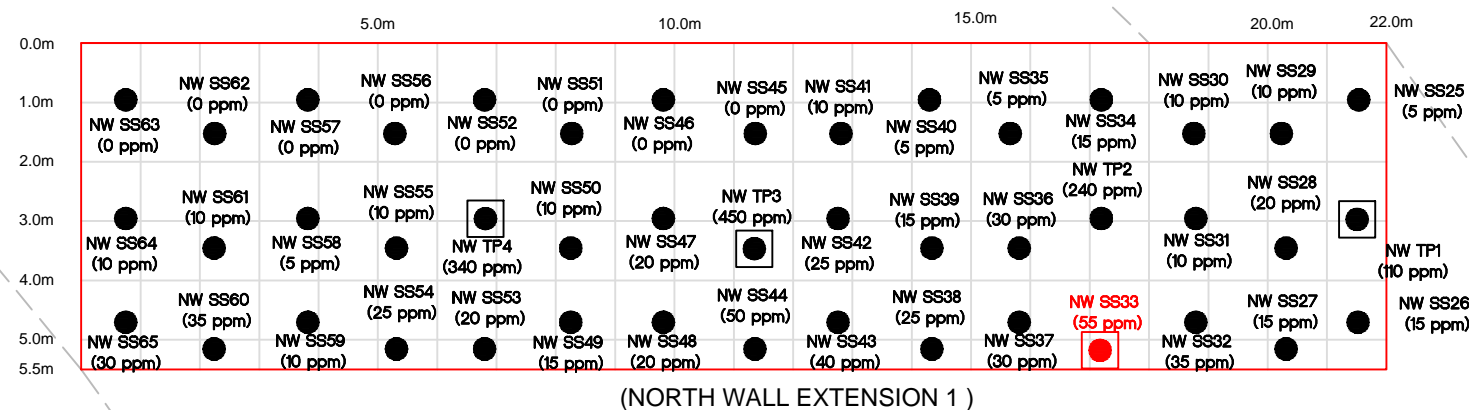 5.0m
10.0m
15.0m
20.0m
22.0m
0.0m
NW SS62
(0 ppm)
NW SS56
(0 ppm)
NW SS51
(0 ppm)
NW SS45
(0 ppm)
NW SS41
(10 ppm)
NW SS35
(5 ppm)
NW SS30
(10 ppm)
NW SS29
(10 ppm)
NW SS25
(5 ppm)
1.0m
NW SS63
(0 ppm)
NW SS57
(0 ppm)
NW SS52
(0 ppm)
NW SS46
(0 ppm)
NW SS40
(5 ppm)
NW SS34
(15 ppm)
2.0m
NW SS61
(10 ppm)
NW SS55
(10 ppm)
NW SS50
(10 ppm)
NW TP3
(450 ppm)
NW SS39
(15 ppm)
NW SS36
(30 ppm)
NW TP2
(240 ppm)
NW SS28
(20 ppm)
3.0m
NW SS64
(10 ppm)
NW SS58
(5 ppm)
NW TP4
(340 ppm)
NW SS47
(20 ppm)
NW SS42
(25 ppm)
NW SS31
(10 ppm)
NW TP1
(110 ppm)
4.0m
NW SS60
(35 ppm)
NW SS54
(25 ppm)
NW SS53
(20 ppm)
NW SS44
(50 ppm)
NW SS38
(25 ppm)
NW SS33
(55 ppm)
NW SS27
(15 ppm)
NW SS26
(15 ppm)
5.0m
NW SS65
(30 ppm)
NW SS59
(10 ppm)
NW SS49
(15 ppm)
NW SS48
(20 ppm)
NW SS43
(40 ppm)
NW SS37
(30 ppm)
NW SS32
(35 ppm)
5.5m
(NORTH WALL EXTENSION 1 )